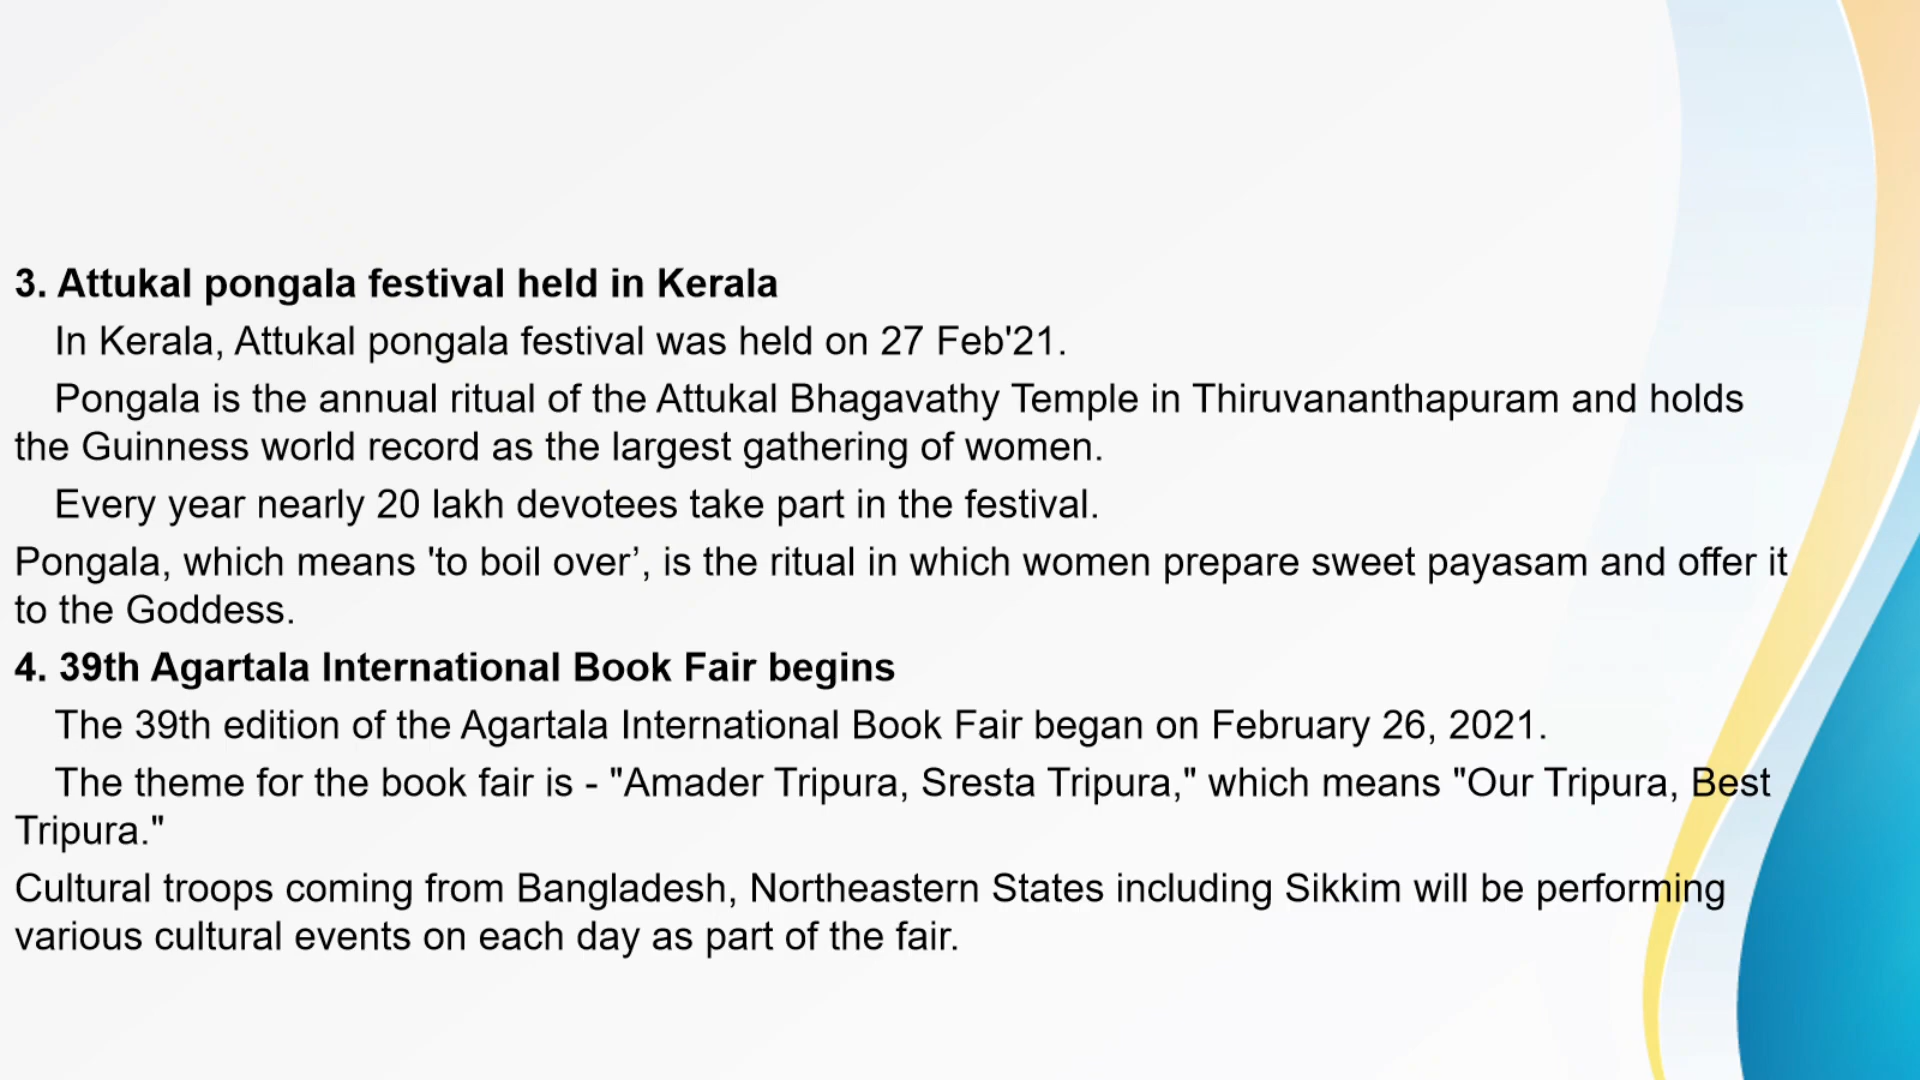 3. Attukal pongala festival held in Kerala
In Kerala, Attukal pongala festival was held on 27 Feb'21.
Pongala is the annual ritual of the Attukal Bhagavathy Temple in Thiruvananthapuram and holds
the Guinness world record as the largest gathering of women.
Every year nearly 20 lakh devotees take part in the festival.
Pongala, which means 'to boil over’, is the ritual in which women prepare sweet payasam and offer it
to the Goddess.
4. 39th Agartala International Book Fair begins
The 39th edition of the Agartala International Book Fair began on February 26, 2021.
The theme for the book fair is - "Amader Tripura, Sresta Tripura," which means "Our Tripura, Best
Tripura."
Cultural troops coming from Bangladesh, Northeastern States including Sikkim will be performing
various cultural events on each day as part of the fair.